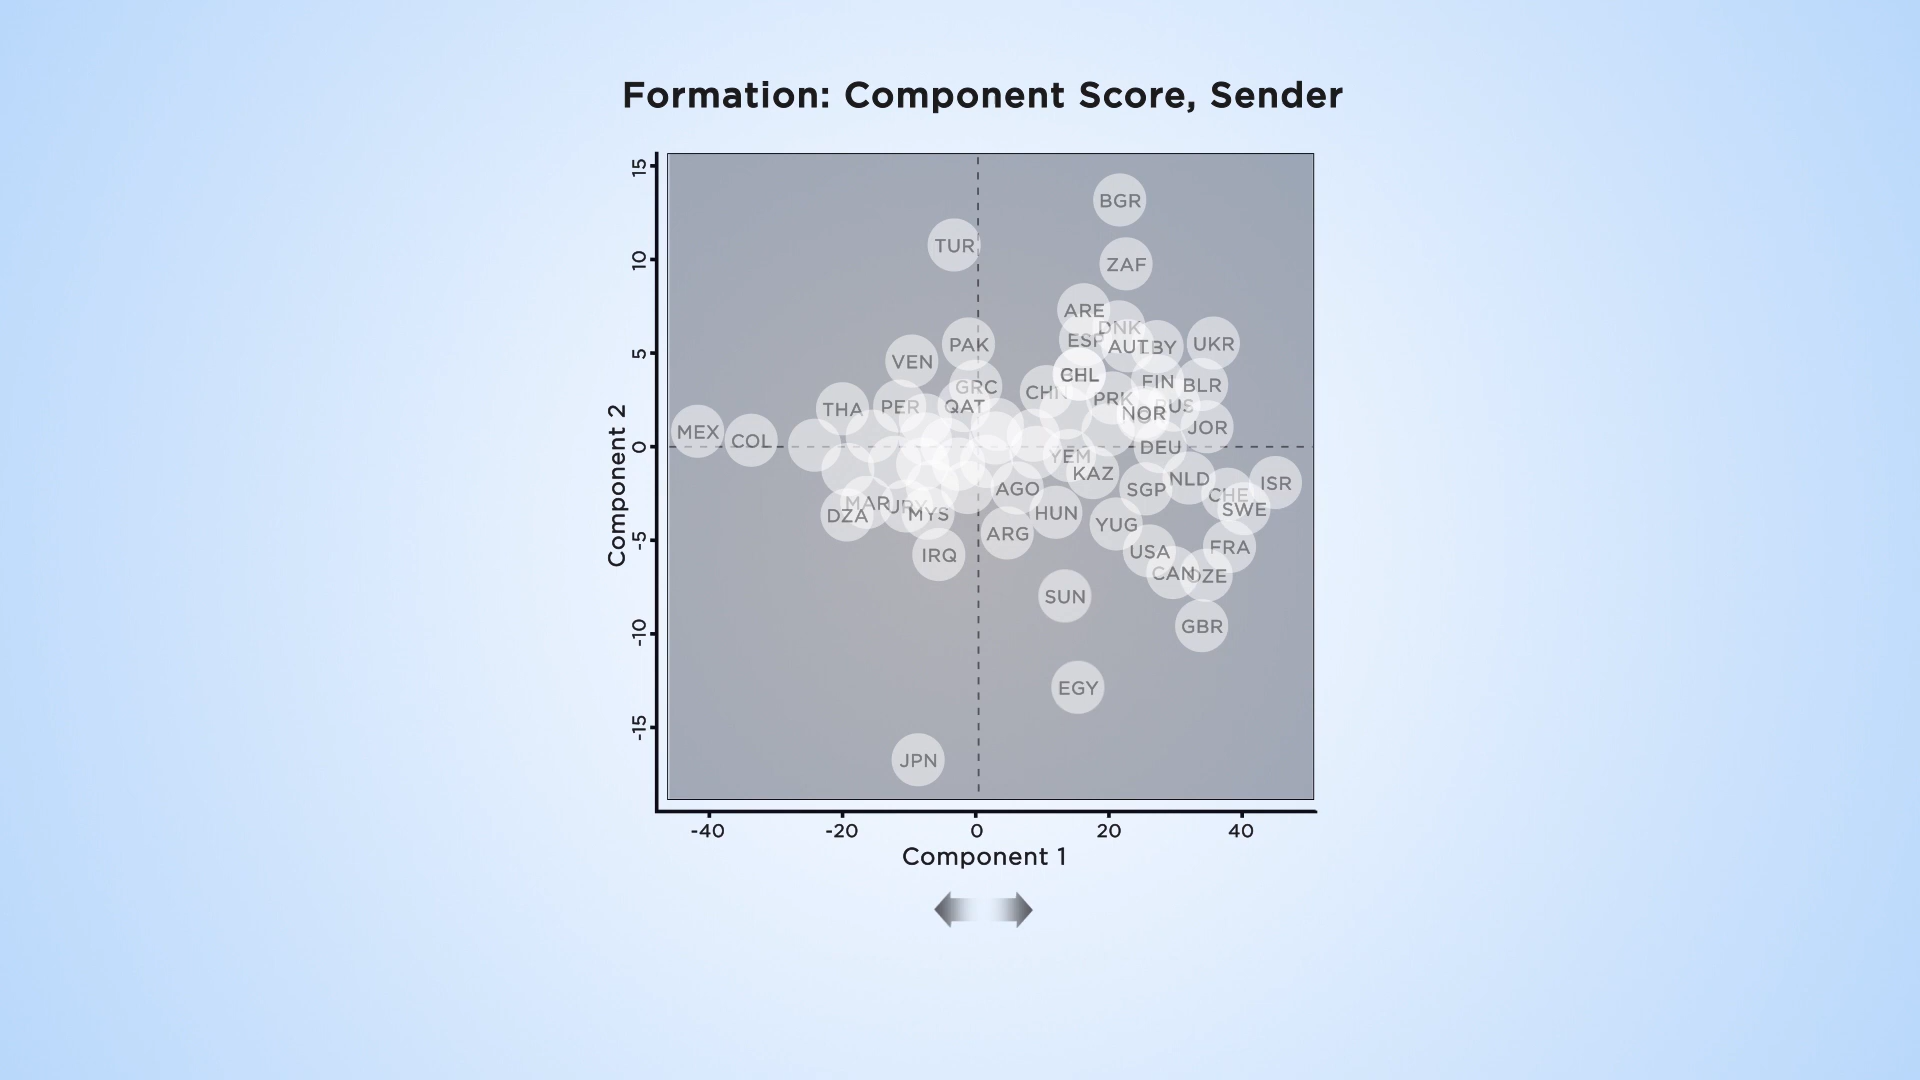 Formation: Component Score, Sender
15
10
5
0
-5
-10
-15
Component 2
BGR
TUR
ZAF
ARE
DNK
ESP
AUT
UKR
PAK
VEN
GRC
CHL
FIN
BLR
CHN
PRK
THA
PER
QAT
NOR
RUS
MEX
COL
JOR
DEU
YEM
KAZ
NLD
ISR
AGO
SGP
CHE
MAR
DZA
MYS
HUN
SWE
YUG
ARG
IRQ
USA
FRA
CAN
SUN
GBR
EGY
JPN
-40
-20
0
20
40
Component 1